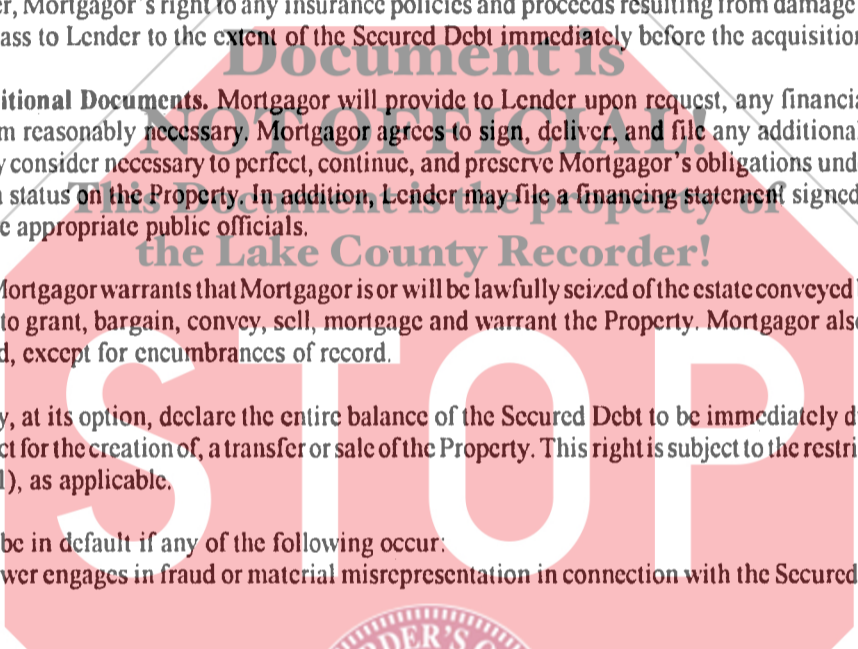 er, Mortgagor's right to any insurance policies and proceeds resulting from damage
ass to Lender to the extent of the Secured Debt immediately before the acquisition
Document is
itional Documents. Mortgagor will provide to Lender upon request, any financia
NOT OFFICIAL!
m reasonably necessary. Mortgagor agrees to sign, deliver, and file any additiona
y consider necessary to perfect, continue, and preserve Mortgagor's obligations und
n status on the Property. In addition, Lender may file a financing statement signed
This Document is the property of
e appropriate public officials.
the Lake County Recorder!
Mortgagor warrants that Mortgagor is or will be lawfully seized of the estate conveyed
to grant, bargain, convey, sell, mortgage and warrant the Property. Mortgagor also
d, except for encumbrances of record.
STOP
y, at its option, declare the entire balance of the Secured Debt to be immediately d
ct for the creation of, a transfer or sale of the Property. This right is subject to the restri
l), as applicable.
be in default if any of the following occur:
wer engages in fraud or material misrepresentation in connection with the Secured
RDER'S